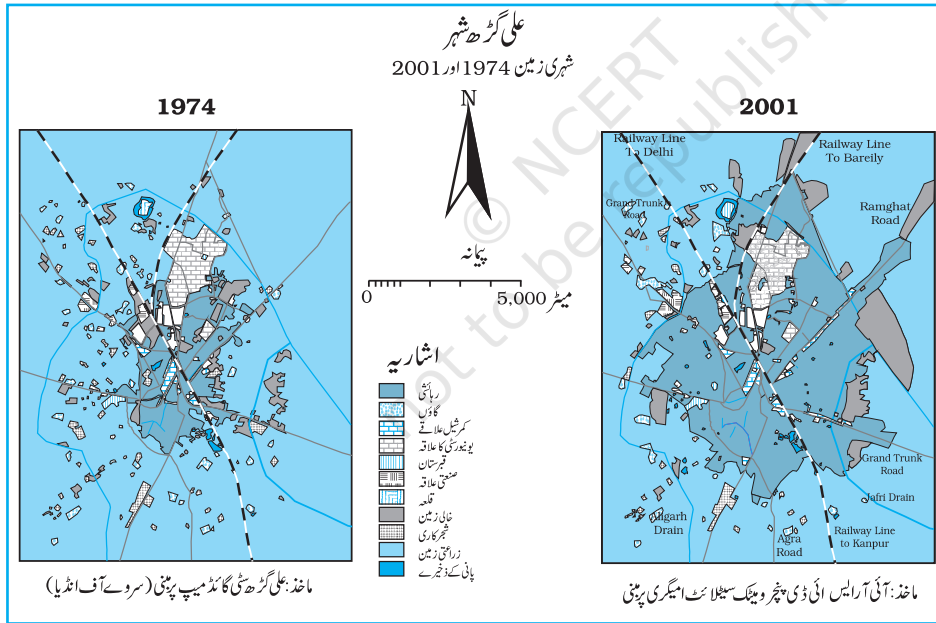 علی گڑھ شہر
شہری زمین 1974 اور 2001
1974
N
2001
Railway Line
To Delhi
Railway Line
To Bareily
Grand Trunk
Road
Ramghat
Road
پیمانہ
0 5,000 میٹر
اشاریہ
رہائشی
گاؤں
کمرشیل علاقے
یونیورسٹی کا علاقہ
قبرستان
صنعتی علاقہ
قلعہ
خالی زمین
شجرکاری
زراعتی زمین
پانی کے ذخیرے
Grand Trunk
Road
Jafri Drain
Aligarh
Drain
Agra
Road
Railway Line
to Kanpur
ماخذ: علی گڑھ سٹی گائڈ میپ پر مبنی (سروے آف انڈیا)
ماخذ: آئی آر ایس ائی ڈی پنچرومیٹک سیٹلائٹ امیگری پر مبنی
© NCERT
not to be republished